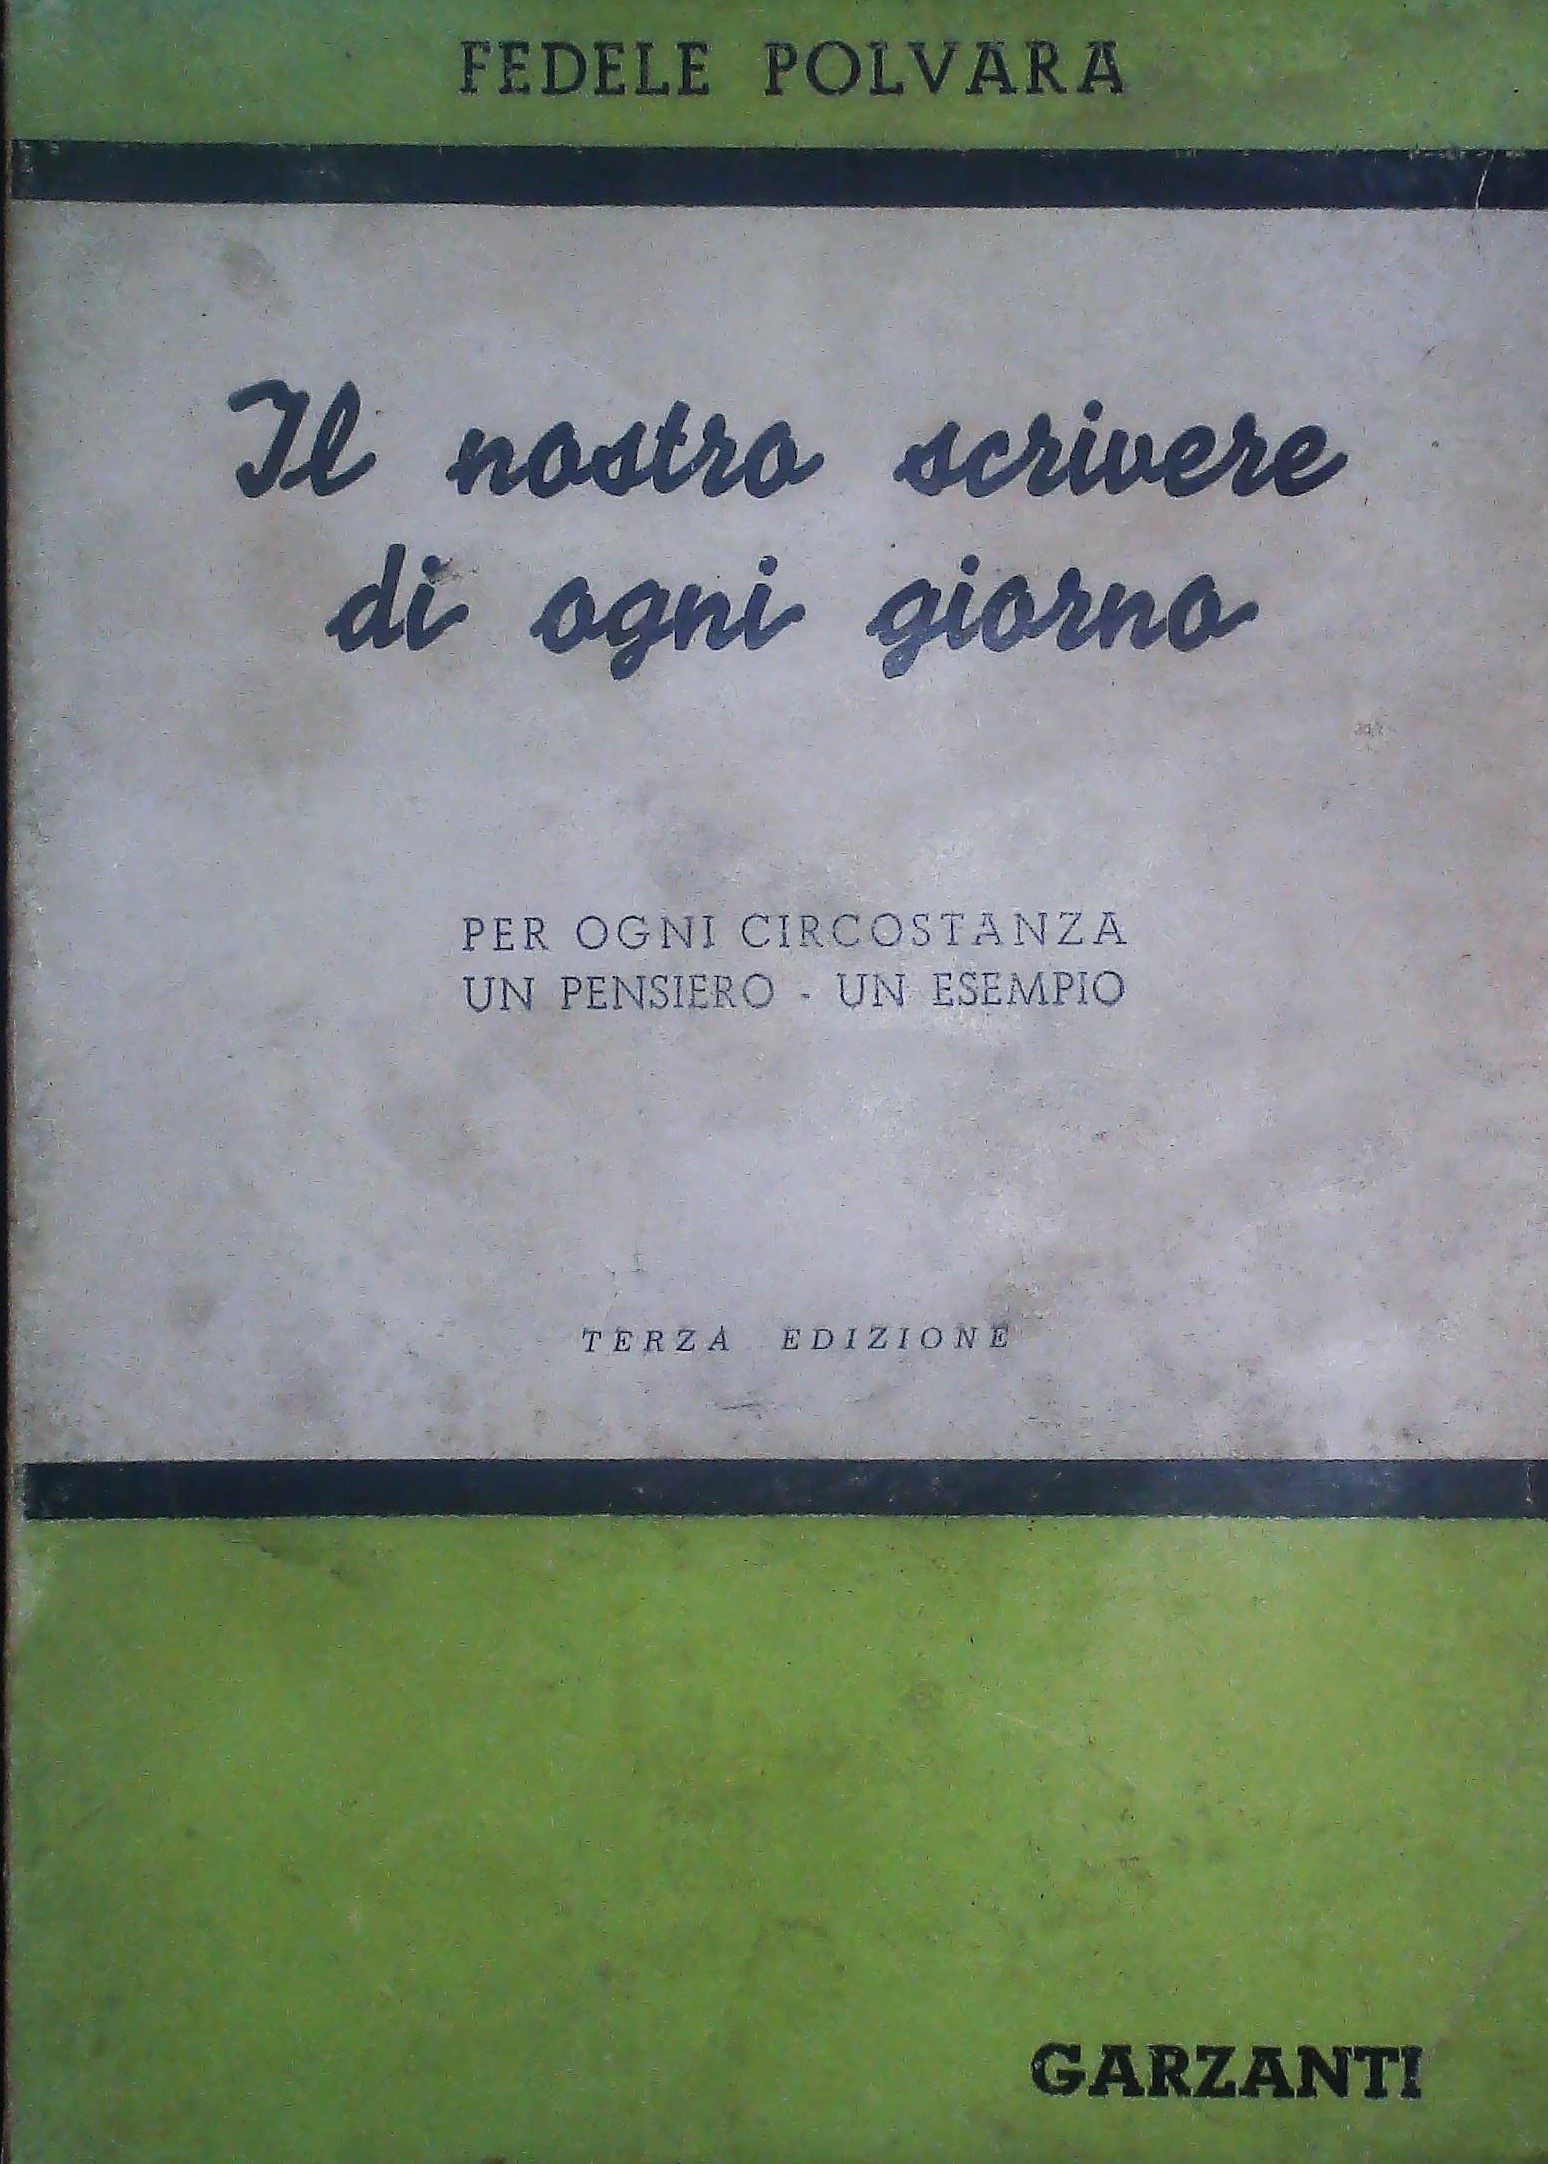 FEDELE POLVARA
Il nostro scrivere
di ogni giorno
PER OGNI CIRCOSTANZA
UN PENSIERO - UN ESEMPIO
TERZA EDIZIONE
GARZANTI